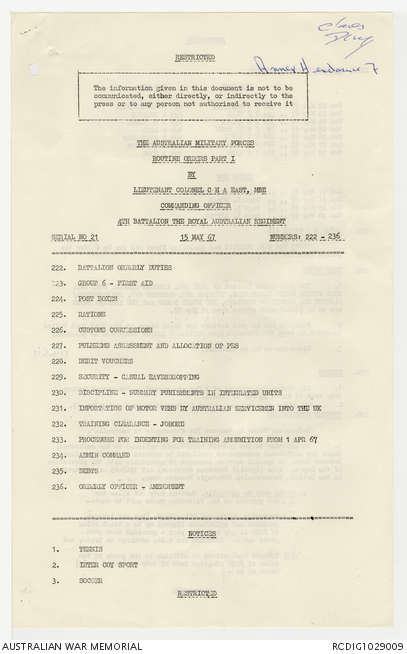 RESTRICTED
The information given in this document is not to be
communicated, either directly, or indirectly to the
press or to any person not authorised to receive it
THE AUSTRALIAN MILITARY FORCES
ROUTINE ORDERS PART I
BY
LIEUTENANT COLONEL C H A EAST, MBE
COMMANDING OFFICER
4TH BATTALION THE ROYAL AUSTRALIAN REGIMENT
SERIAL NO 21 15 MAY 67 NUMBERS: 222 - 236
222. BATTALION ORDERLY DUTIES
223. GROUP 6 - FIRST AID
224. POST BOXES
225. RATIONS
226. CUSTOMS CONCESSIONS
227. PULHEEMS ASSESSMENT AND ALLOCATION OF PES
228. DEBIT VOUCHERS
229. SECURITY - CASUAL EAVESDROPPING
230. DISCIPLINE - SUMMARY PUNISHMENTS IN INTEGRATED UNITS
231. IMPORTATION OF MOTOR VEHS BY AUSTRALIAN SERVICEMEN INTO THE UK
232. TRAINING CLEARANCE - JOHORE
233. PROCEDURE FOR INDENTING FOR TRAINING AMMUNITION FROM 1 APR 67
234. ADMIN COMMAND
235. DEBTS
236. ORDERLY OFFICER - AMENDMENT
NOTICES
1. TENNIS
2. INTER COY SPORT
3. SOCCER
RESTRICTED
AUSTRALIAN WAR MEMORIAL RCDIG1029009